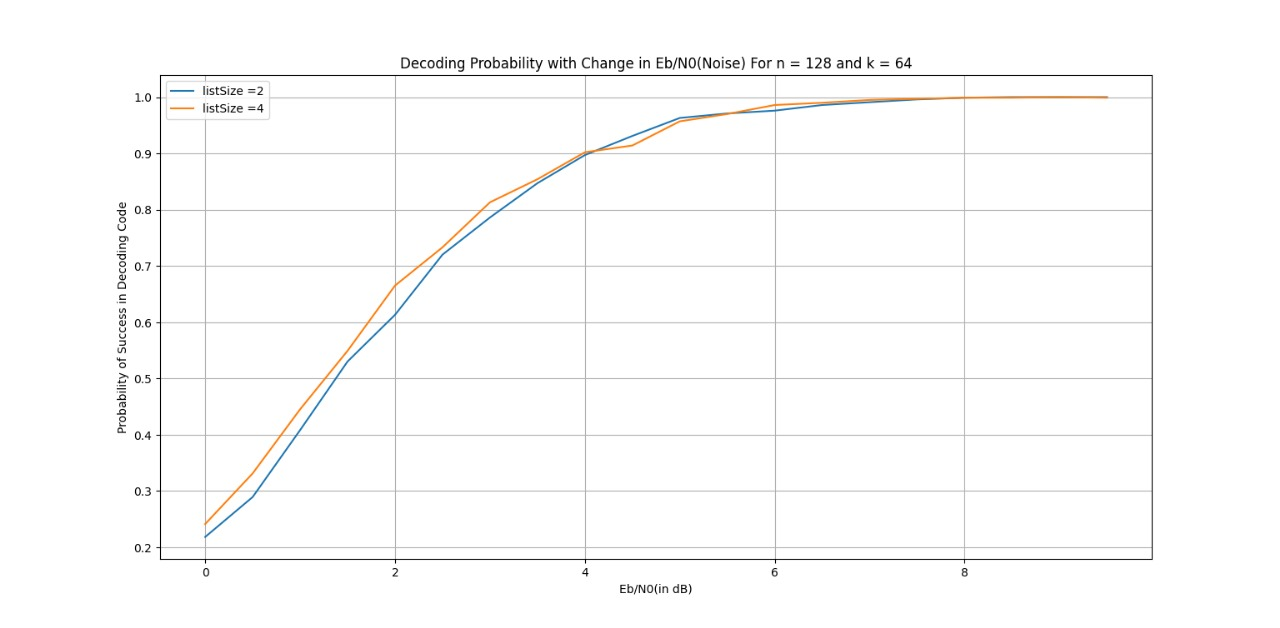 Decoding Probability with Change in Eb/N0(Noise) For n = 128 and k = 64
listSize =2
listSize =4
Probability of Success in Decoding Code
1.0
0.9
0.8
0.7
0.6
0.5
0.4
0.3
0.2
0 2 4 6 8
Eb/N0(in dB)